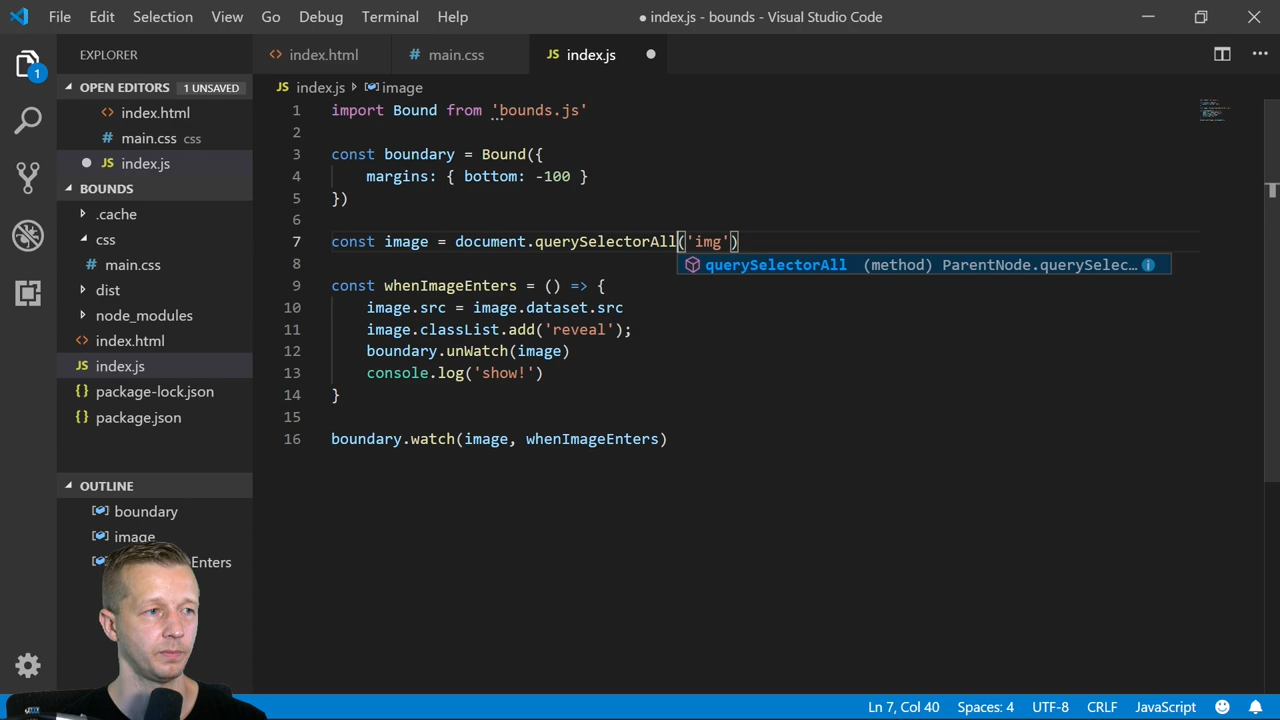 File Edit Selection View Go Debug Terminal Help ● index.js - bounds - Visual Studio Code
EXPLORER
index.html
main.css
JS index.js
1
OPEN EDITORS 1 UNSAVED
index.html
main.css css
JS index.js
BOUNDS
.cache
css
main.css
dist
node_modules
index.html
JS index.js
package-lock.json
package.json
OUTLINE
boundary
image
Enters
JS index.js image
1 import Bound from 'bounds.js'
2
3 const boundary = Bound({
4 margins: { bottom: -100 }
5 })
6
7 const image = document.querySelectorAll('img')
querySelectorAll (method) ParentNode.querySelec…
8
9 const whenImageEnters = () => {
10 image.src = image.dataset.src
11 image.classList.add('reveal');
12 boundary.unWatch(image)
13 console.log('show!')
14 }
15
16 boundary.watch(image, whenImageEnters)
Ln 7, Col 40 Spaces: 4 UTF-8 CRLF JavaScript